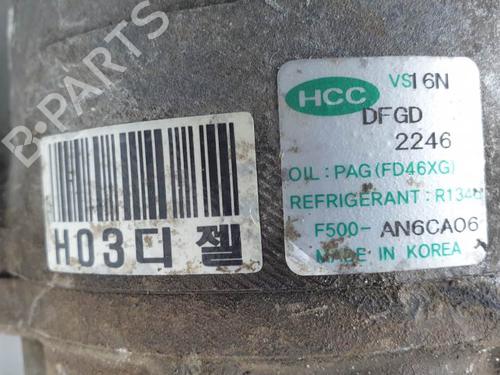 B-PARTS
HCC
VS16N
DFGD
2246
OIL : PAG (FD46XG)
REFRIGERANT : R134
F500- AN6CA06
MADE IN KOREA
H03디 젤